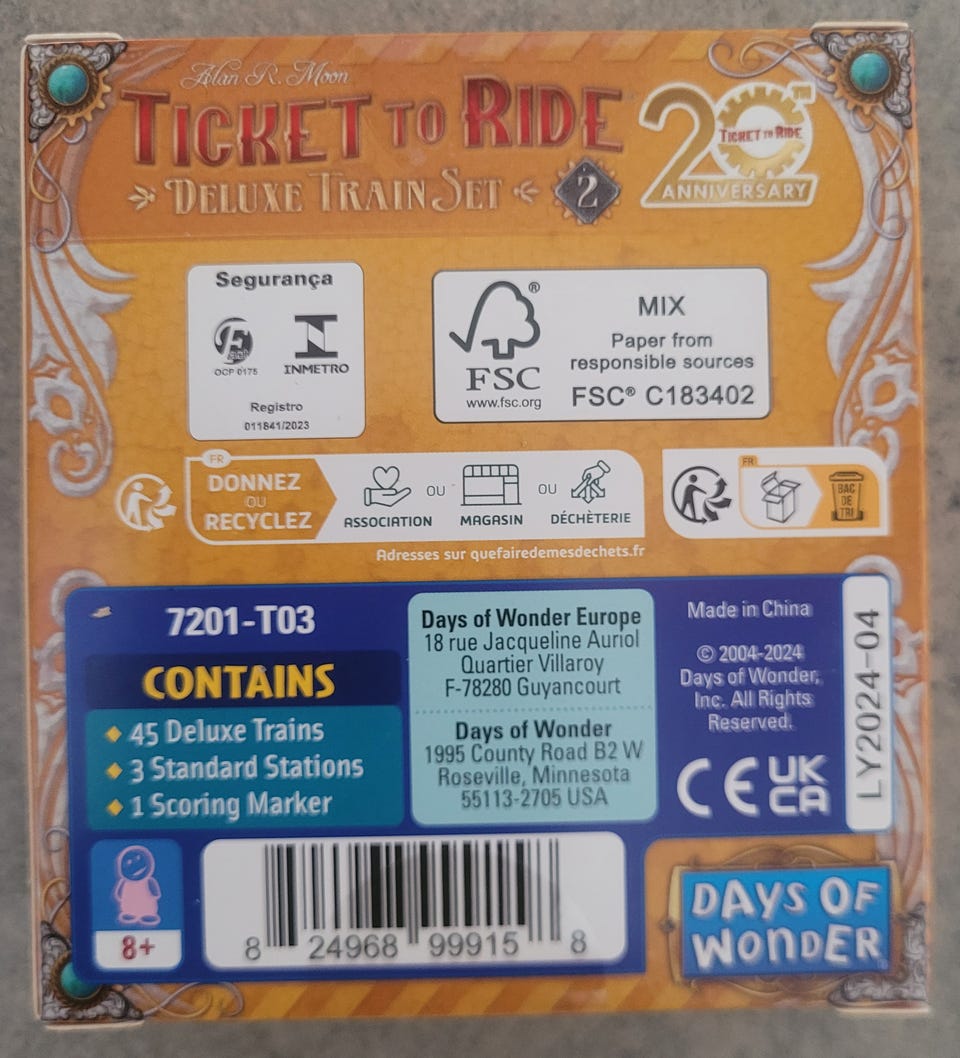 Alan R. Moon
TICKET TO RIDE
DELUXE TRAIN SET 2
20TH
TICKET TO RIDE
ANNIVERSARY
Segurança
OCP 0175
INMETRO
Registro
011841/2023
FSC®
www.fsc.org
MIX
Paper from
responsible sources
FSC® C183402
FR
DONNEZ
OU
RECYCLEZ
ASSOCIATION
OU
MAGASIN
OU
DÉCHÈTERIE
Adresses sur quefairedemesdechets.fr
FR
BAC
DE
TRI
7201-T03
CONTAINS
45 Deluxe Trains
3 Standard Stations
1 Scoring Marker
Days of Wonder Europe
18 rue Jacqueline Auriol
Quartier Villaroy
F-78280 Guyancourt
Days of Wonder
1995 County Road B2 W
Roseville, Minnesota
55113-2705 USA
Made in China
© 2004-2024
Days of Wonder,
Inc. All Rights
Reserved.
CE
UK
CA
LY2024-04
8+
8 24968 99915 8
DAYS OF
WONDER